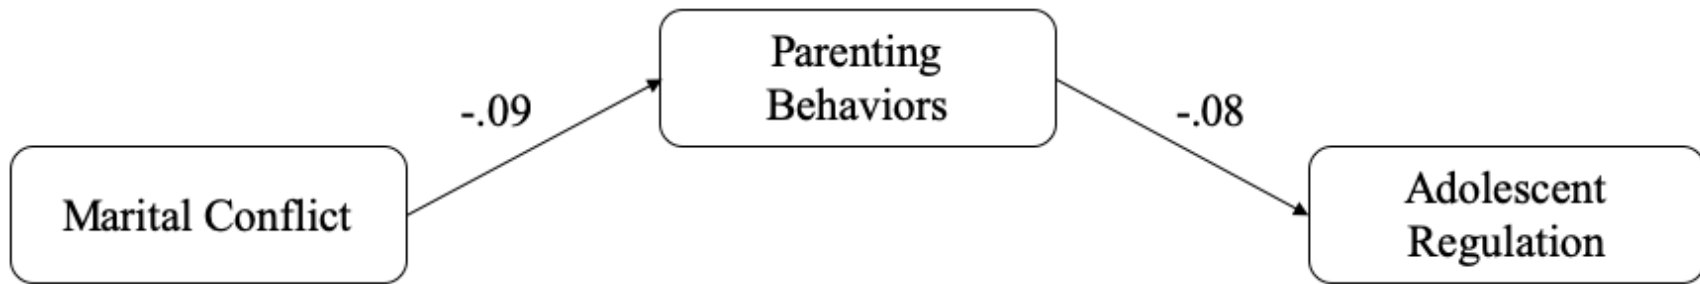 Parenting
Behaviors
-.09
-.08
Marital Conflict
Adolescent
Regulation